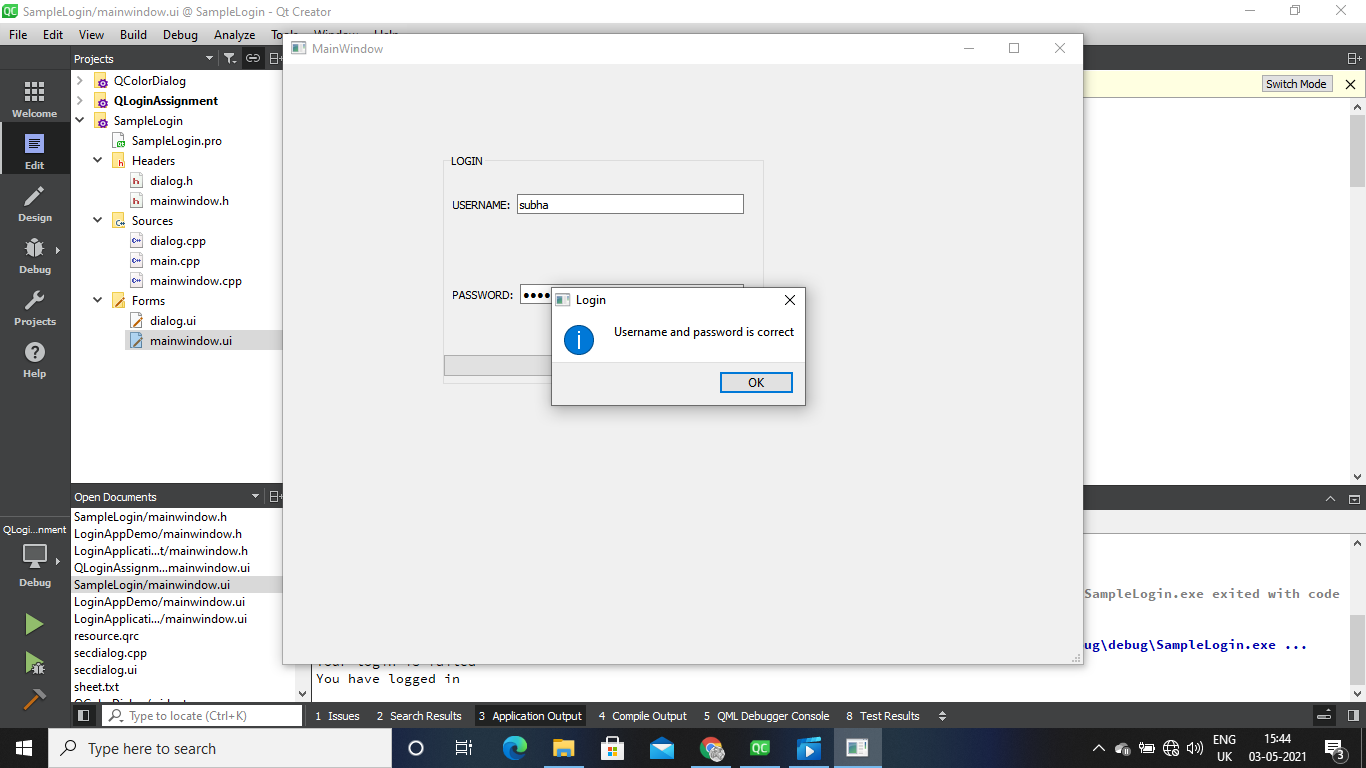 SampleLogin/mainwindow.ui @ SampleLogin - Qt Creator
File Edit View Build Debug Analyze
MainWindow
Projects
Switch Mode
Welcome
Edit
Design
Debug
Projects
Help
QColorDialog
QLoginAssignment
SampleLogin
SampleLogin.pro
Headers
dialog.h
mainwindow.h
Sources
dialog.cpp
main.cpp
mainwindow.cpp
Forms
dialog.ui
mainwindow.ui
LOGIN
USERNAME: subha
PASSWORD: ●●●●
Login
Username and password is correct
OK
Open Documents
SampleLogin/mainwindow.h
LoginAppDemo/mainwindow.h
LoginApplicati...t/mainwindow.h
QLoginAssignm...mainwindow.ui
SampleLogin/mainwindow.ui
LoginAppDemo/mainwindow.ui
LoginApplicati.../mainwindow.ui
resource.qrc
secdialog.cpp
secdialog.ui
sheet.txt
QLogi...nment
Debug
SampleLogin.exe exited with code
ug\debug\SampleLogin.exe ...
You have logged in
Type to locate (Ctrl+K)
1 Issues 2 Search Results 3 Application Output 4 Compile Output 5 QML Debugger Console 8 Test Results
Type here to search
QC
ENG
UK
15:44
03-05-2021
3